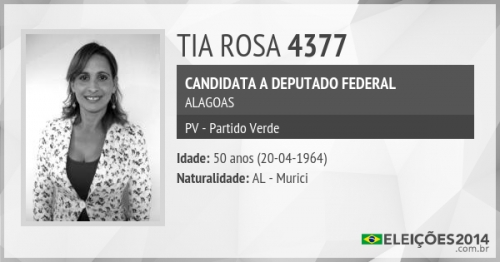 TIA ROSA 4377
CANDIDATA A DEPUTADO FEDERAL
ALAGOAS
PV - Partido Verde
Idade: 50 anos (20-04-1964)
Naturalidade: AL - Murici
ELEIÇÕES2014
.com.br